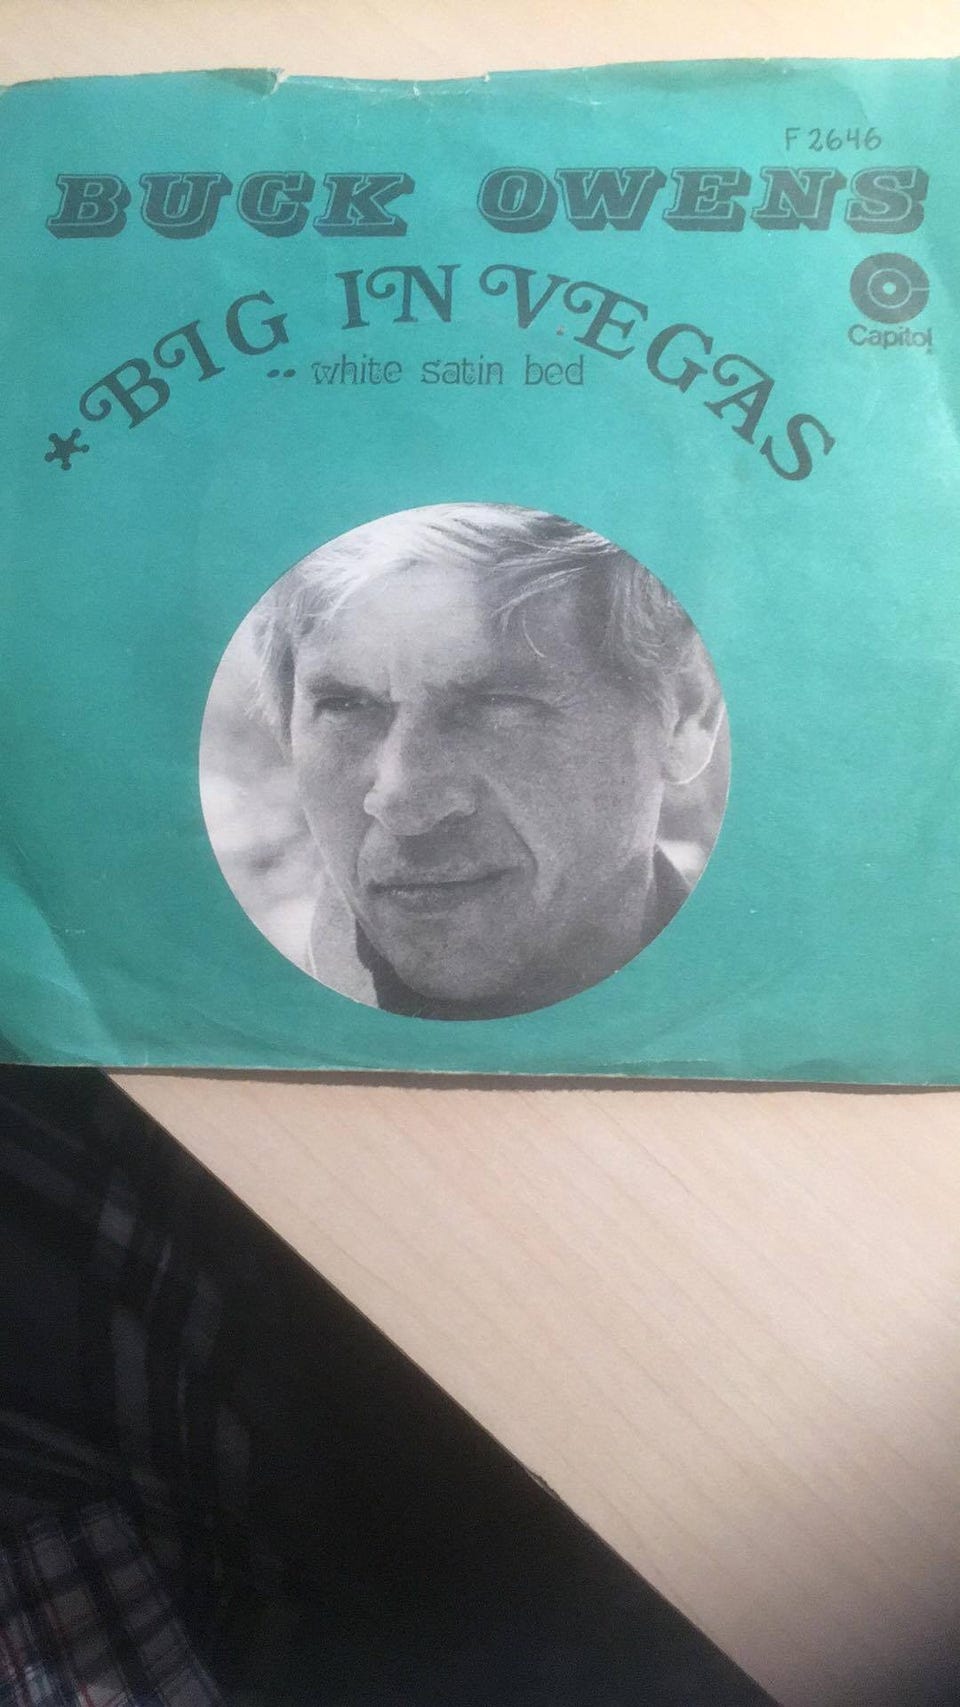 F 2646
BUCK OWENS
Capitol
*BIG IN VEGAS
.. white satin bed